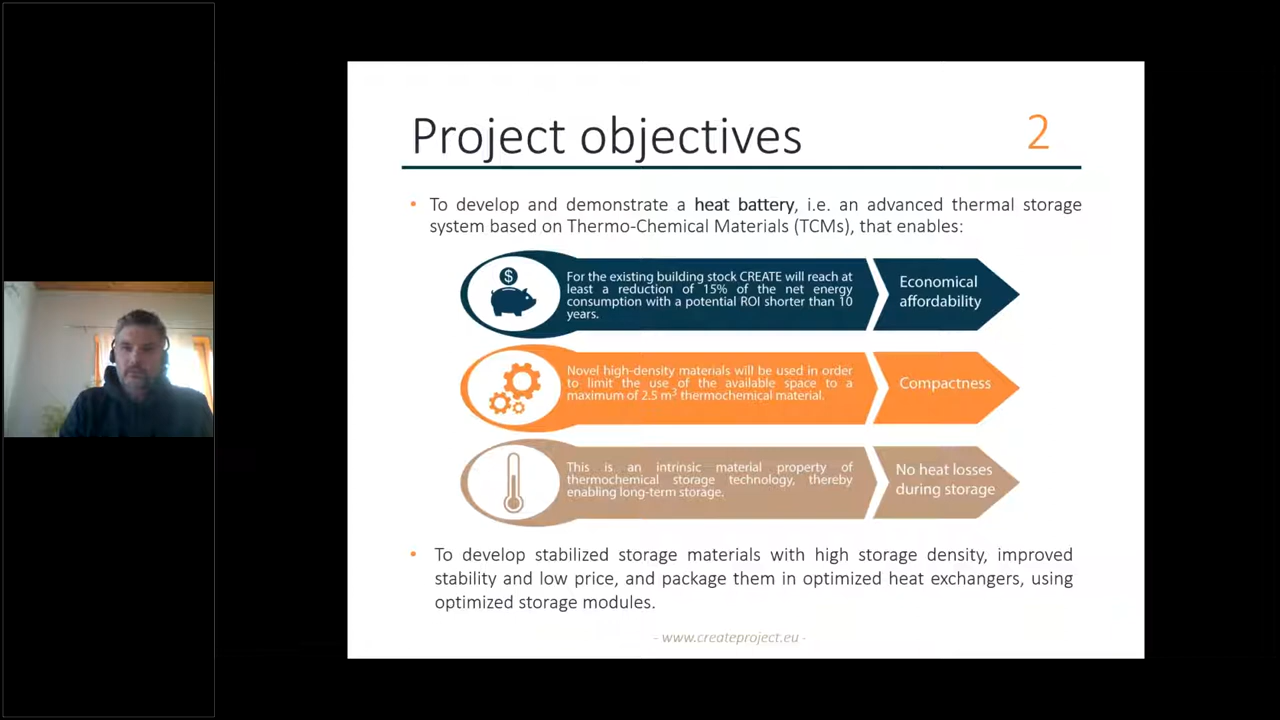 Project objectives
2
• To develop and demonstrate a heat battery, i.e. an advanced thermal storage
system based on Thermo-Chemical Materials (TCMs), that enables:
$
For the existing building stock CREATE will reach at
least a reduction of 15% of the net energy
consumption with a potential ROI shorter than 10
years.
Economical
affordability
Novel high-density materials will be used in order
to limit the use of the available space to a
maximum of 2.5 m³ thermochemical material.
Compactness
This is an intrinsic material property of
thermochemical storage technology, thereby
enabling long-term storage.
No heat losses
during storage
• To develop stabilized storage materials with high storage density, improved
stability and low price, and package them in optimized heat exchangers, using
optimized storage modules.
- www.createproject.eu -